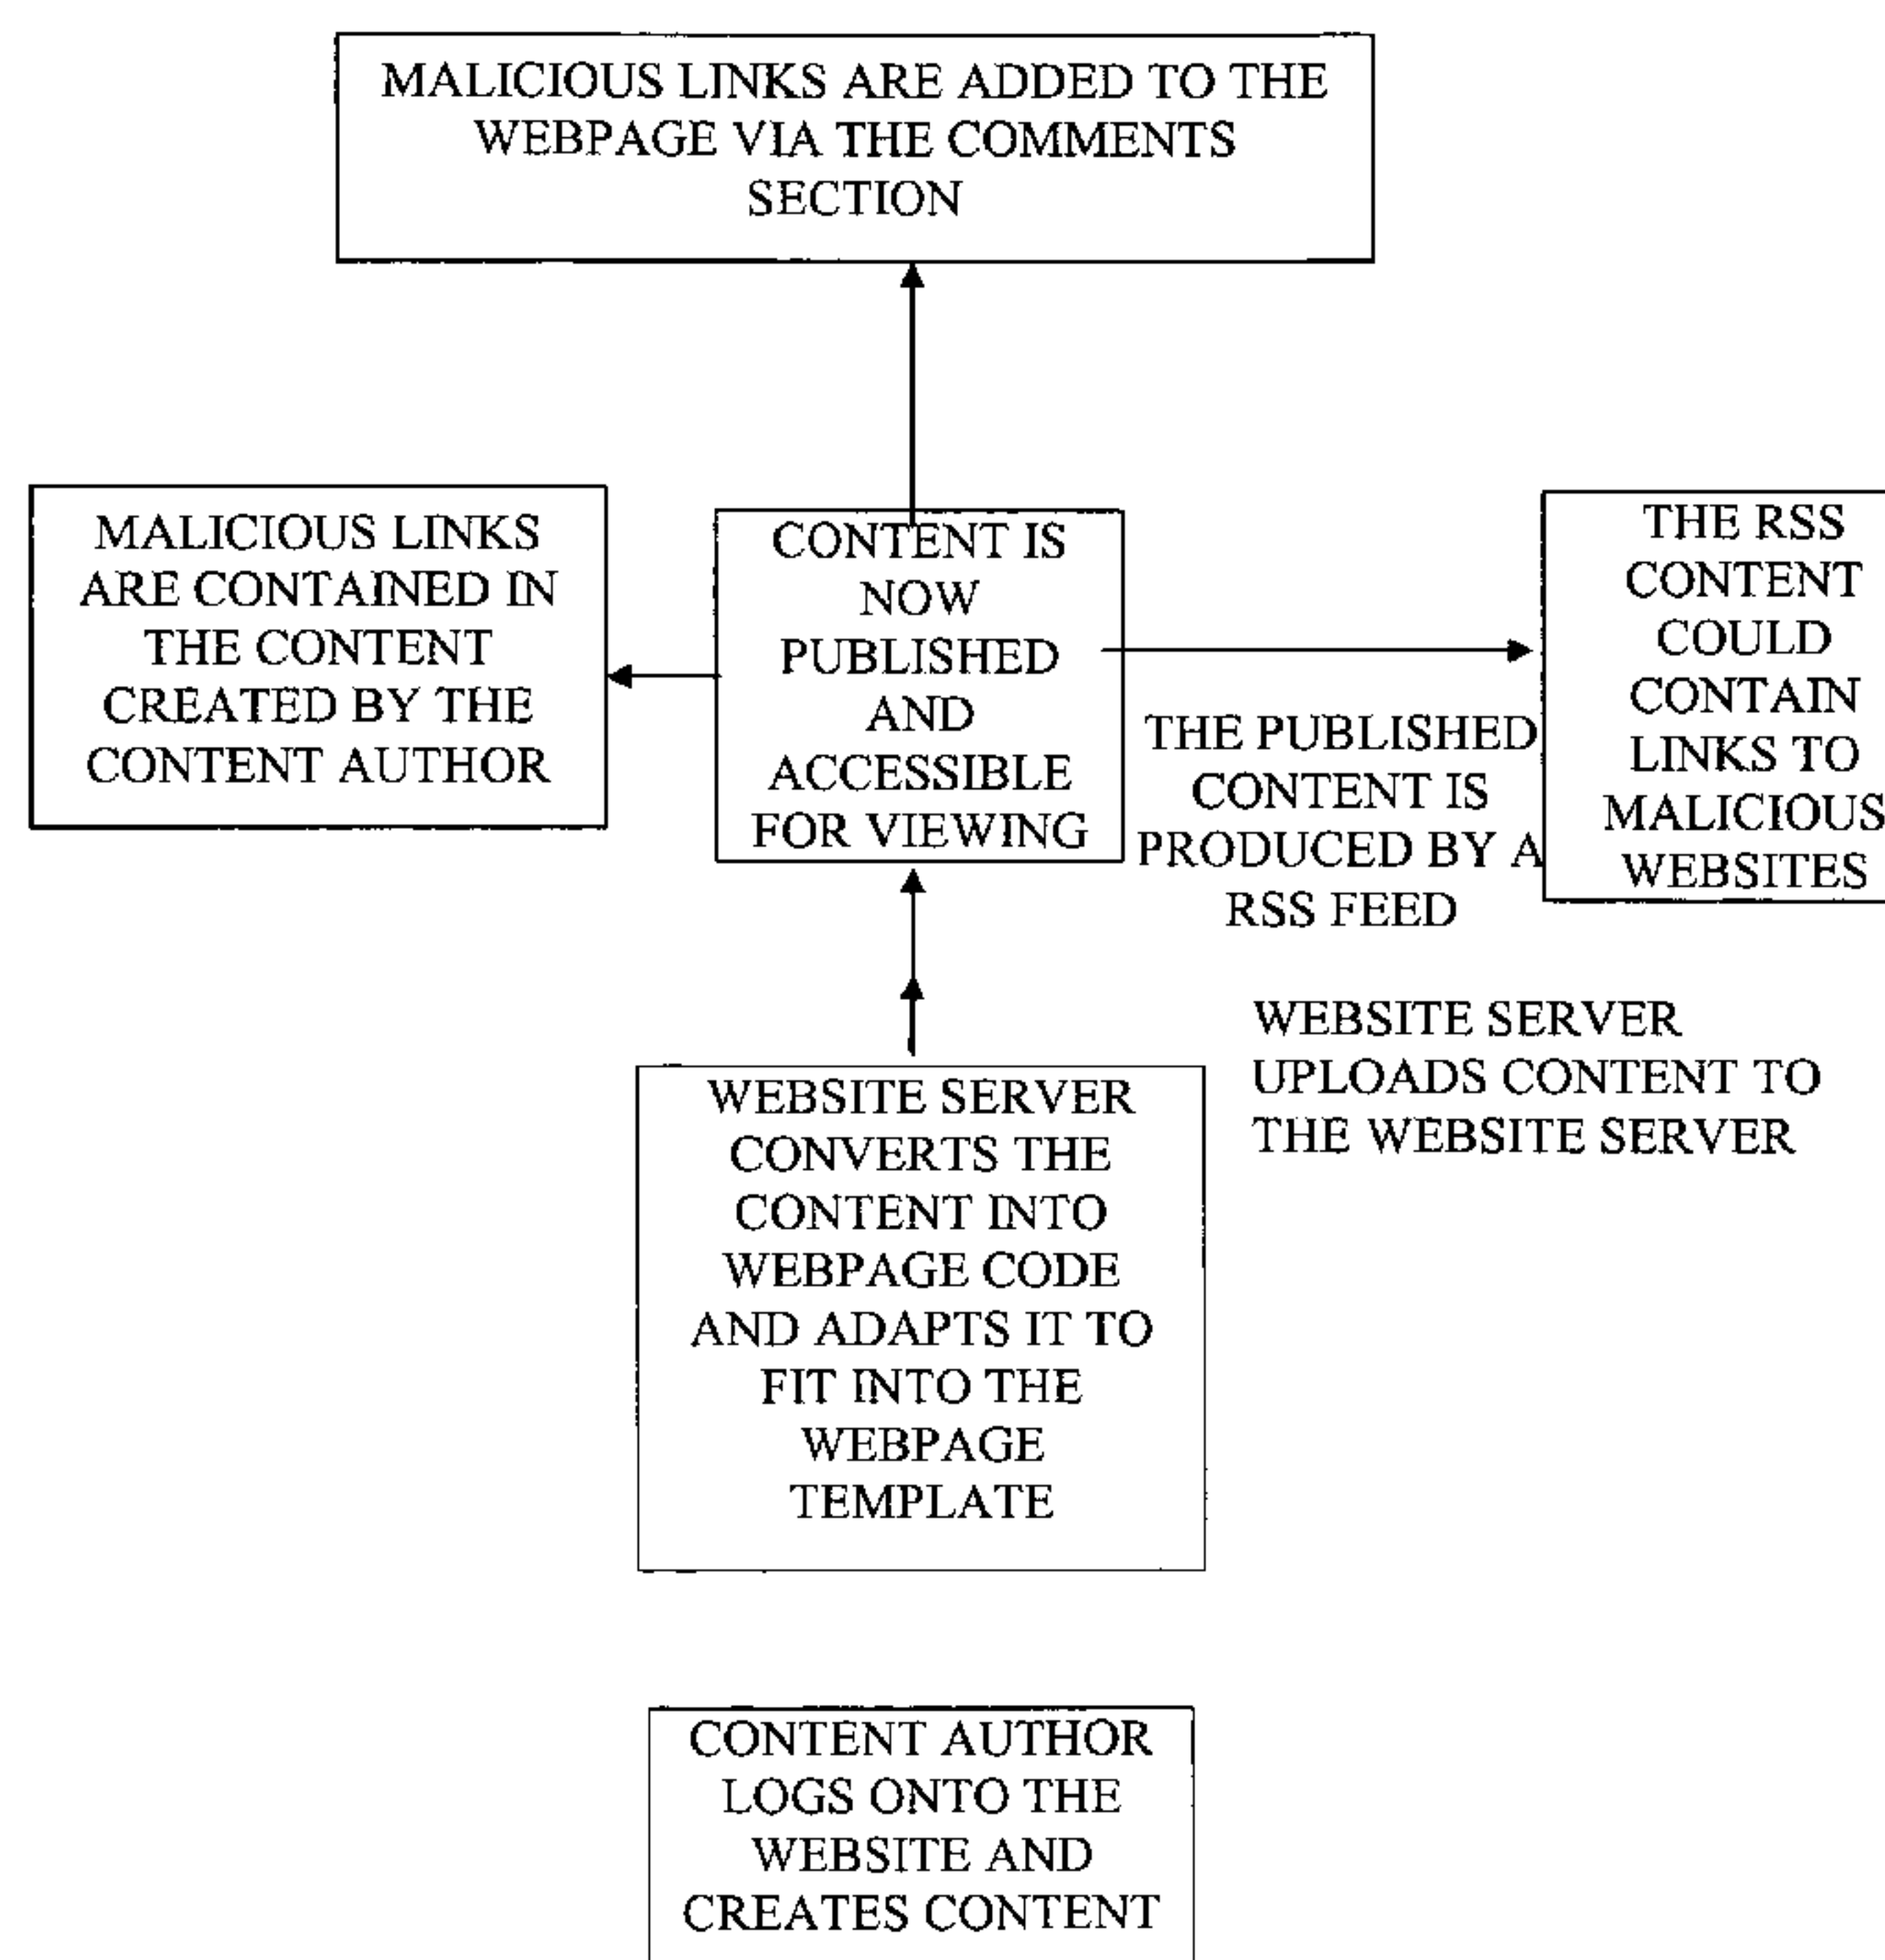 MALICIOUS LINKS ARE ADDED TO THE
WEBPAGE VIA THE COMMENTS
SECTION
MALICIOUS LINKS
ARE CONTAINED IN
THE CONTENT
CREATED BY THE
CONTENT AUTHOR
CONTENT IS
NOW
PUBLISHED
AND
ACCESSIBLE
FOR VIEWING
THE PUBLISHED
CONTENT IS
PRODUCED BY A
RSS FEED
THE RSS
CONTENT
COULD
CONTAIN
LINKS TO
MALICIOUS
WEBSITES
WEBSITE SERVER
UPLOADS CONTENT TO
THE WEBSITE SERVER
WEBSITE SERVER
CONVERTS THE
CONTENT INTO
WEBPAGE CODE
AND ADAPTS IT TO
FIT INTO THE
WEBPAGE
TEMPLATE
CONTENT AUTHOR
LOGS ONTO THE
WEBSITE AND
CREATES CONTENT